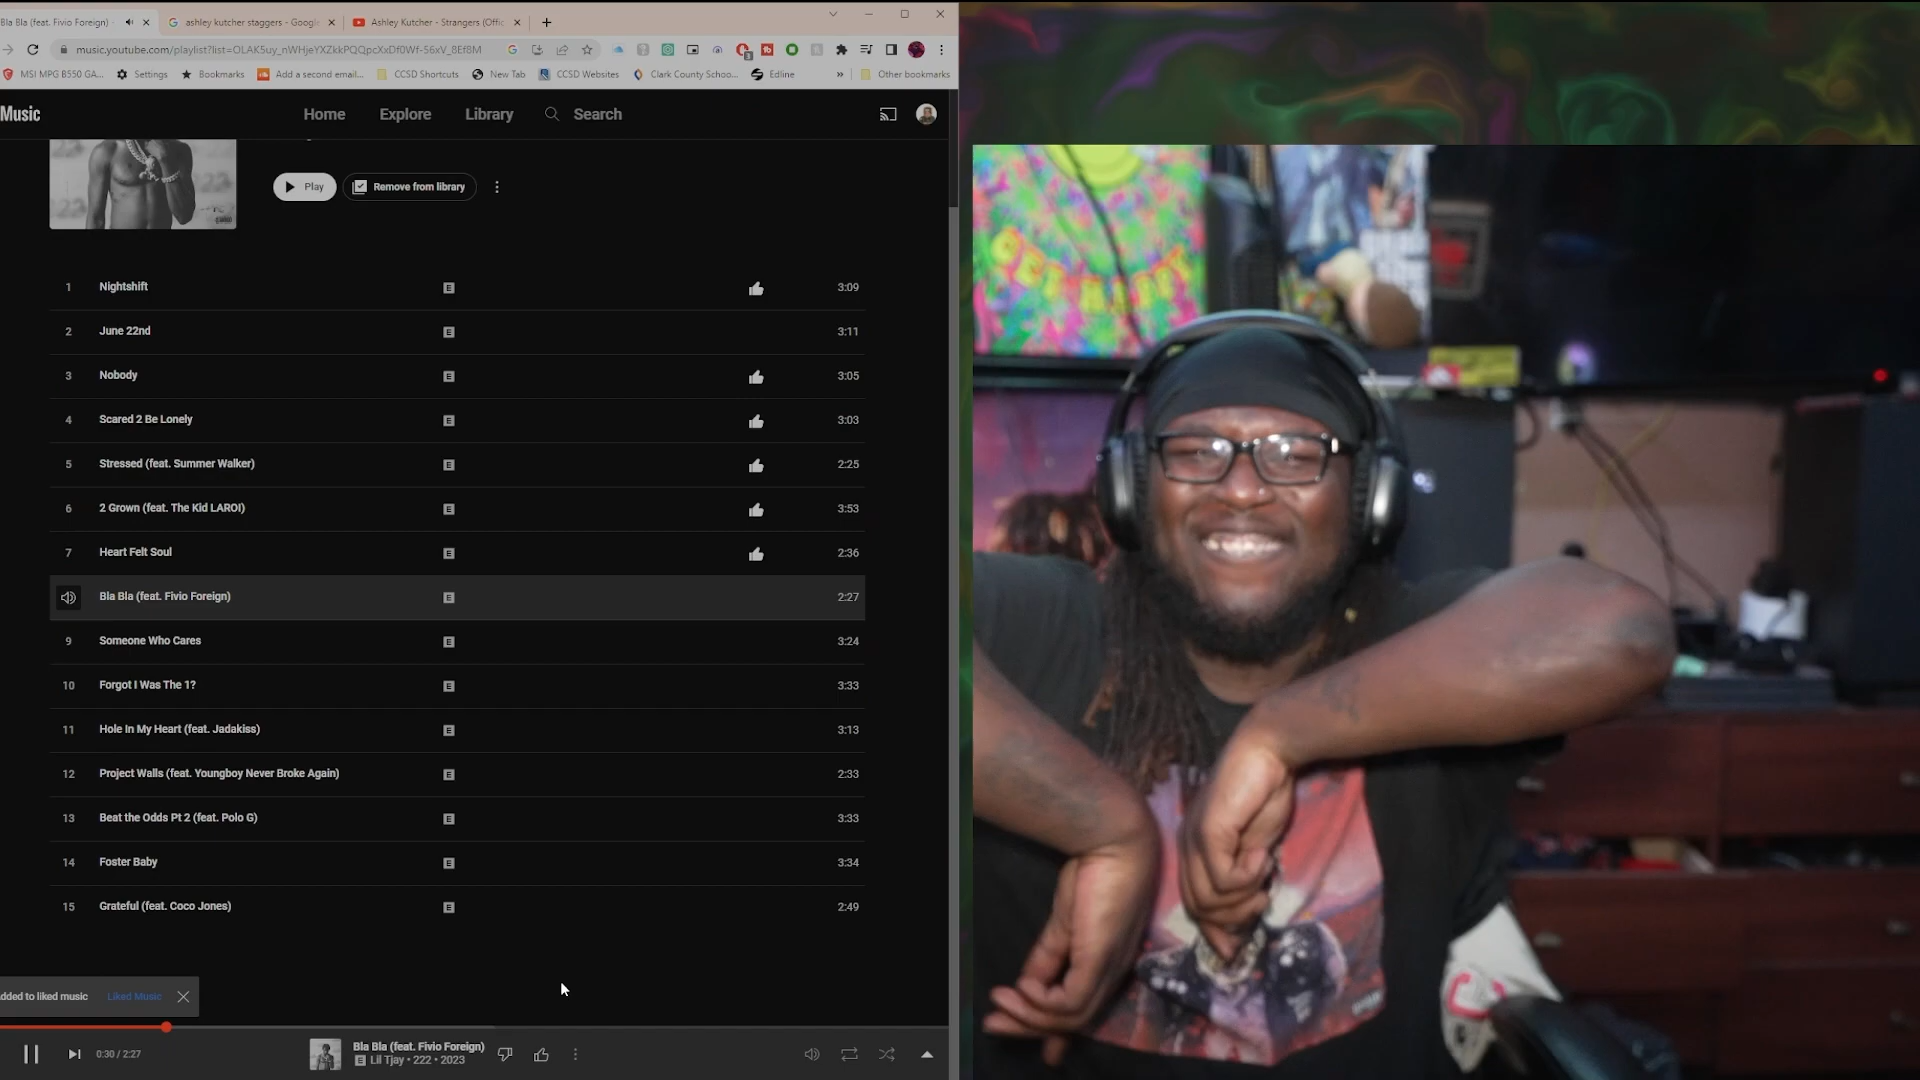 Bla Bla (feat. Fivio Foreign) -
ashley kutcher staggers - Google
Ashley Kutcher - Strangers (Offic
music.youtube.com/playlist?list=OLAK5uy_nWHjeYXZkkPQQpcXxDf0Wf-56xV_8Ef8M
MSI MPG B550 GA...
Settings
Bookmarks
Add a second email...
CCSD Shortcuts
New Tab
CCSD Websites
Clark County Schoo...
Edline
»
Other bookmarks
Music
Home
Explore
Library
Search
Play
Remove from library
1 Nightshift E 3:09
2 June 22nd E 3:11
3 Nobody E 3:05
4 Scared 2 Be Lonely E 3:03
5 Stressed (feat. Summer Walker) E 2:25
6 2 Grown (feat. The Kid LAROI) E 3:53
7 Heart Felt Soul E 2:36
Bla Bla (feat. Fivio Foreign) E 2:27
9 Someone Who Cares E 3:24
10 Forgot I Was The 1? E 3:33
11 Hole In My Heart (feat. Jadakiss) E 3:13
12 Project Walls (feat. Youngboy Never Broke Again) E 2:33
13 Beat the Odds Pt 2 (feat. Polo G) E 3:33
14 Foster Baby E 3:34
15 Grateful (feat. Coco Jones) E 2:49
dded to liked music
Liked Music
0:30 / 2:27
Bla Bla (feat. Fivio Foreign)
E Lil Tjay • 222 • 2023